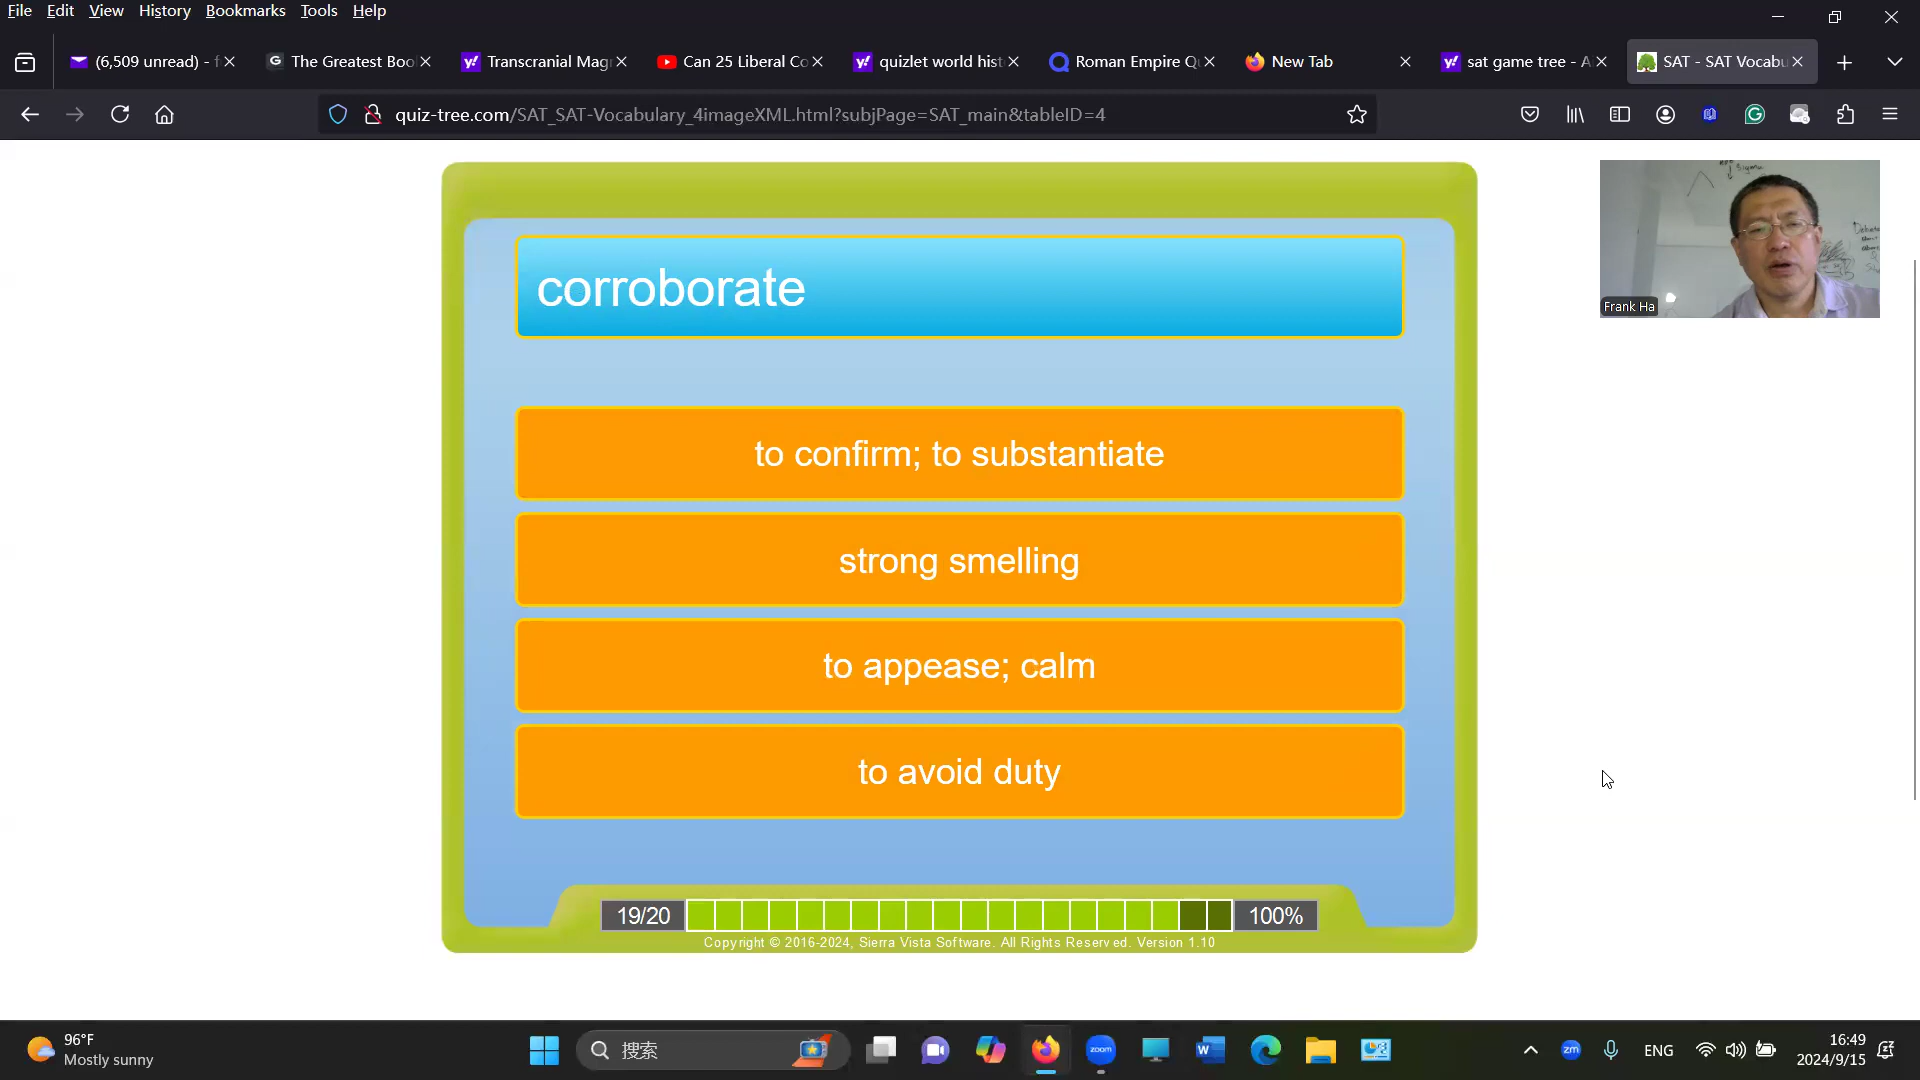 File Edit View History Bookmarks Tools Help
(6,509 unread) - f
The Greatest Boo
Transcranial Mag
Can 25 Liberal Co
quizlet world hist
Roman Empire Qu
New Tab
sat game tree - A
SAT - SAT Vocabu
quiz-tree.com/SAT_SAT-Vocabulary_4imageXML.html?subjPage=SAT_main&tableID=4
corroborate
to confirm; to substantiate
strong smelling
to appease; calm
to avoid duty
19/20
100%
Copyright © 2016-2024, Sierra Vista Software. All Rights Reserved. Version 1.10
Frank Ha
96°F
Mostly sunny
搜索
zoom
zm
ENG
16:49
2024/9/15